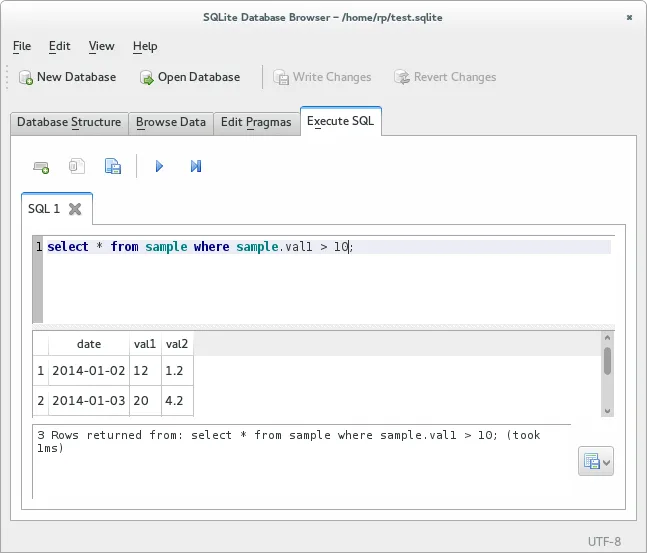 SQLite Database Browser – /home/rp/test.sqlite
File Edit View Help
New Database Open Database Write Changes Revert Changes
Database Structure Browse Data Edit Pragmas Execute SQL
SQL 1
1 select * from sample where sample.val1 > 10;
date val1 val2
1 2014-01-02 12 1.2
2 2014-01-03 20 4.2
3 Rows returned from: select * from sample where sample.val1 > 10; (took
1ms)
UTF-8